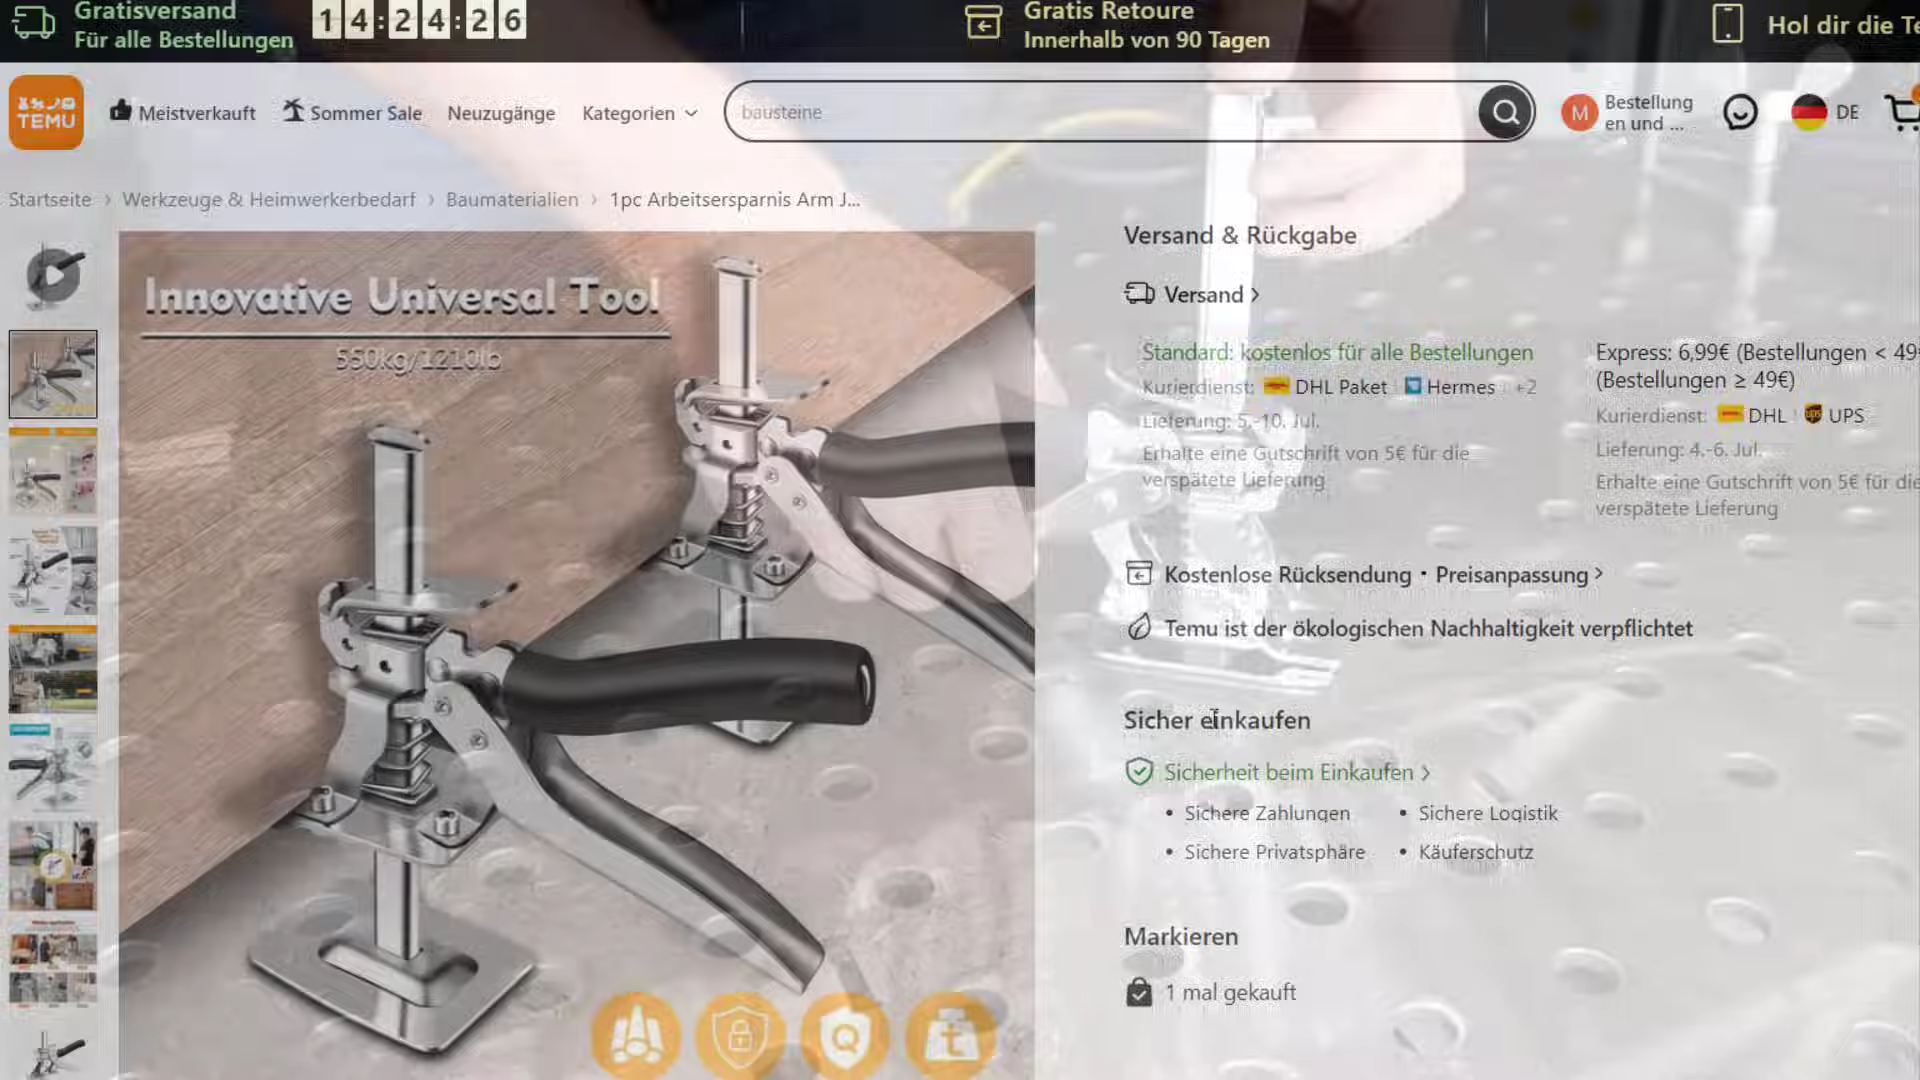 Gratisversand
Für alle Bestellungen
14:24:26
Gratis Retoure
Innerhalb von 90 Tagen
Hol dir die Te
TEMU
Meistverkauft
Sommer Sale
Neuzugänge
Kategorien
bausteine
M
Bestellung
en und ...
DE
Startseite > Werkzeuge & Heimwerkerbedarf > Baumaterialien > 1pc Arbeitsersparnis Arm J...
Innovative Universal Tool
550kg/1210lb
Versand & Rückgabe
Versand >
Standard: kostenlos für alle Bestellungen
Kurierdienst: DHL Paket Hermes +2
Lieferung: 5.-10. Jul.
Erhalte eine Gutschrift von 5€ für die
verspätete Lieferung
Express: 6,99€ (Bestellungen < 49
(Bestellungen ≥ 49€)
Kurierdienst: DHL UPS
Lieferung: 4.-6. Jul.
Erhalte eine Gutschrift von 5€ für die
verspätete Lieferung
Kostenlose Rücksendung · Preisanpassung >
Temu ist der ökologischen Nachhaltigkeit verpflichtet
Sicher einkaufen
Sicherheit beim Einkaufen >
• Sichere Zahlungen
• Sichere Logistik
• Sichere Privatsphäre
• Käuferschutz
Markieren
1 mal gekauft
Q
t